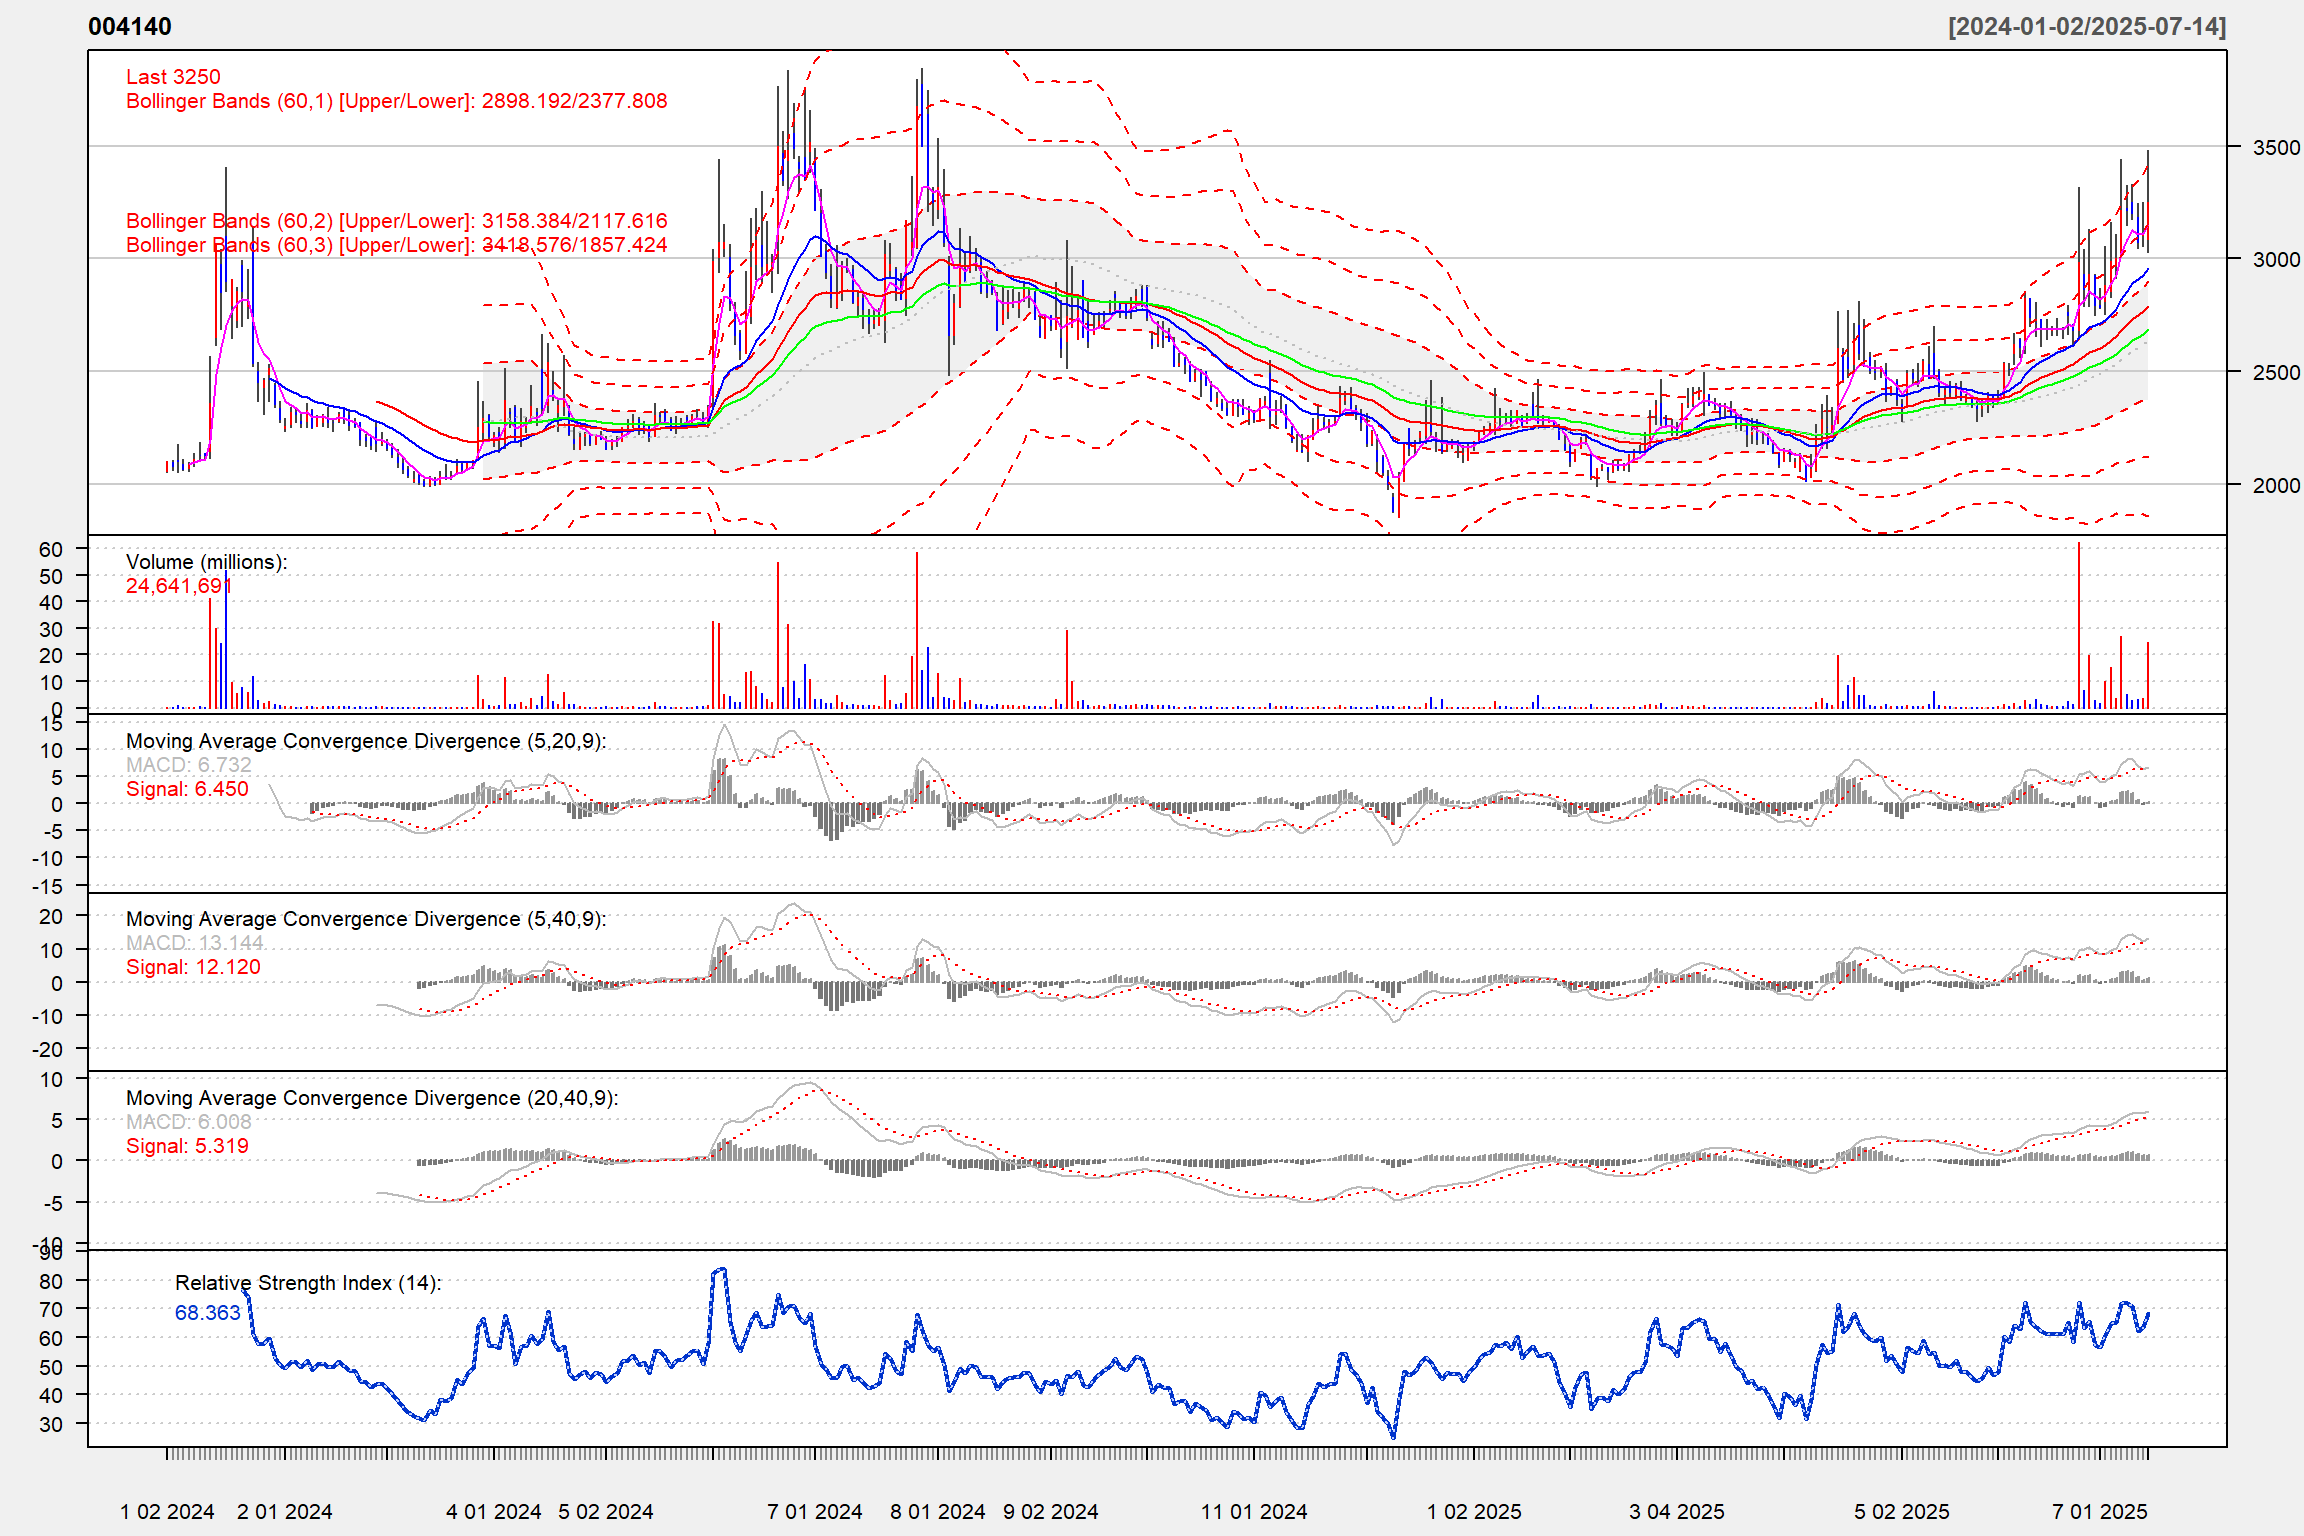 004140 [2024-01-02/2025-07-14]
Last 3250
Bollinger Bands (60,1) [Upper/Lower]: 2898.192/2377.808
3500
Bollinger Bands (60,2) [Upper/Lower]: 3158.384/2117.616
Bollinger Bands (60,3) [Upper/Lower]: 3418.576/1857.424
3000
2500
2000
60
Volume (millions):
50
24,641,691
40
30
20
10
0
15
Moving Average Convergence Divergence (5,20,9):
10
MACD: 6.732
5
Signal: 6.450
0
-5
-10
-15
20
Moving Average Convergence Divergence (5,40,9):
10
MACD: 13.144
Signal: 12.120
0
-10
-20
10
Moving Average Convergence Divergence (20,40,9):
5
MACD: 6.008
Signal: 5.319
0
-5
-10
90
80
Relative Strength Index (14):
70
68.363
60
50
40
30
1 02 2024 2 01 2024 4 01 2024 5 02 2024 7 01 2024 8 01 2024 9 02 2024 11 01 2024 1 02 2025 3 04 2025 5 02 2025 7 01 2025